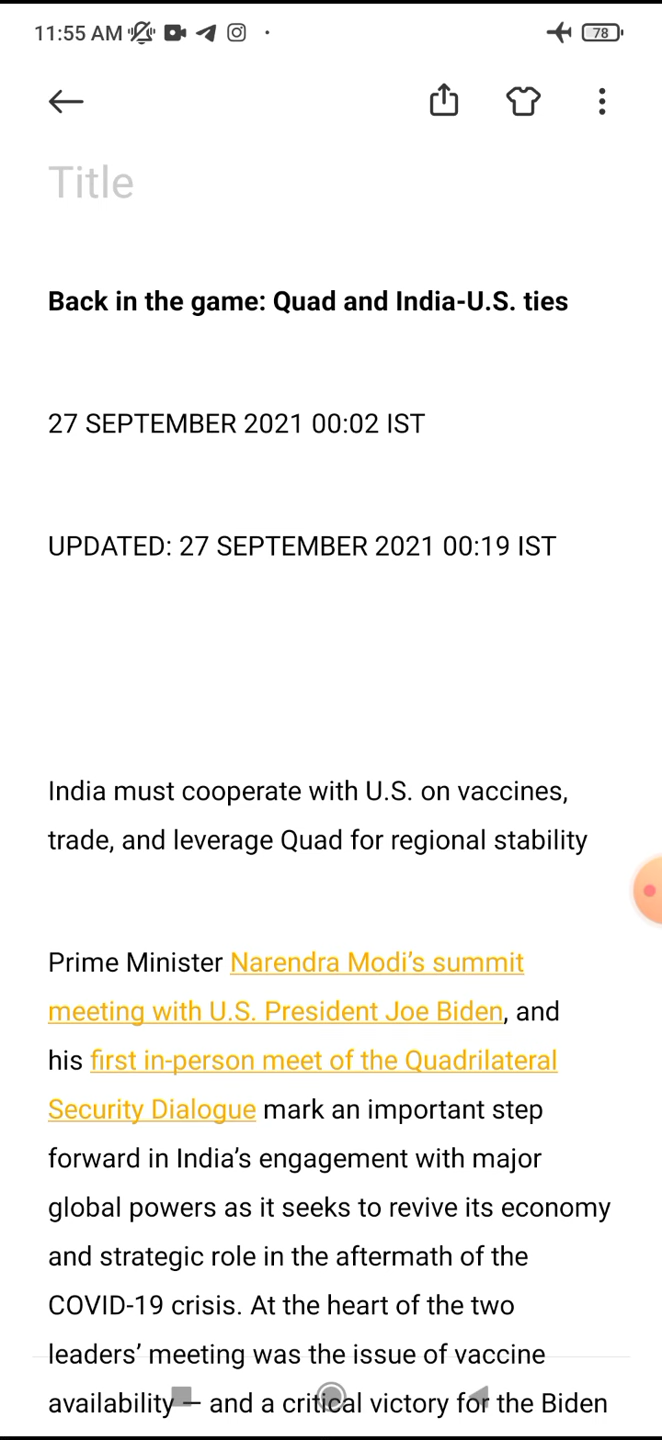 11:55 AM
78
Title
Back in the game: Quad and India-U.S. ties
27 SEPTEMBER 2021 00:02 IST
UPDATED: 27 SEPTEMBER 2021 00:19 IST
India must cooperate with U.S. on vaccines,
trade, and leverage Quad for regional stability
Prime Minister Narendra Modi’s summit
meeting with U.S. President Joe Biden, and
his first in-person meet of the Quadrilateral
Security Dialogue mark an important step
forward in India’s engagement with major
global powers as it seeks to revive its economy
and strategic role in the aftermath of the
COVID-19 crisis. At the heart of the two
leaders’ meeting was the issue of vaccine
availability — and a critical victory for the Biden